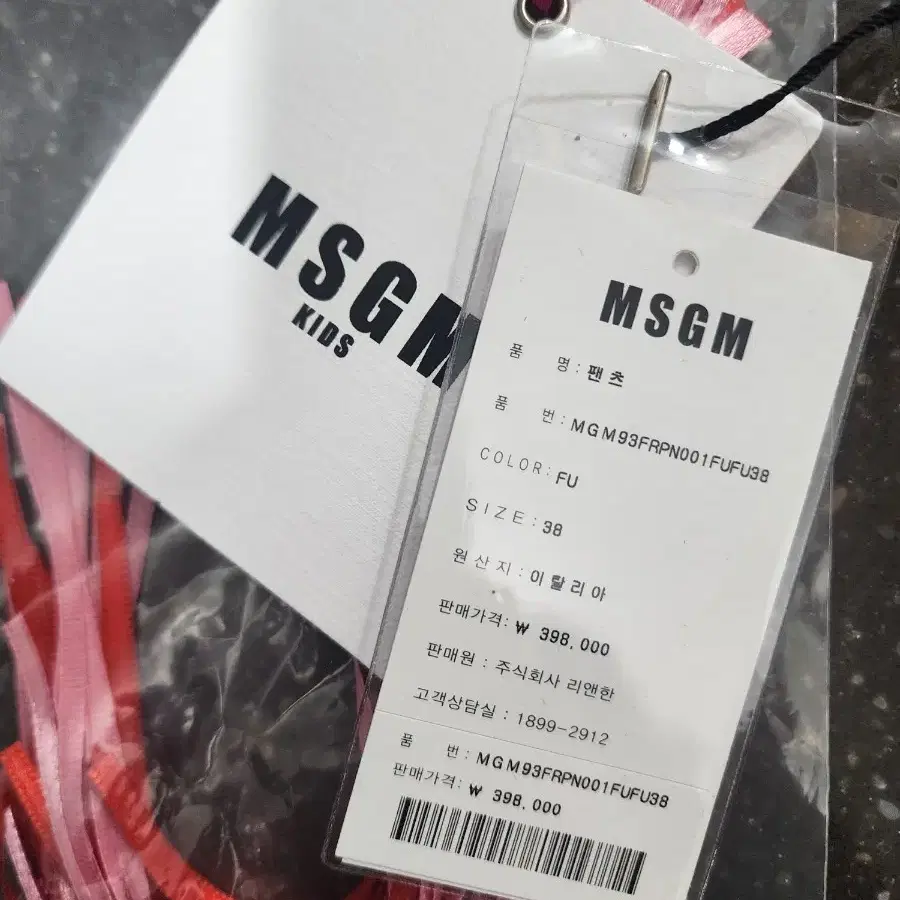 MSGM
KIDS
MSGM
품 명 : 팬츠
품 번 : MGM93FRPN001FUFU38
COLOR : FU
SIZE : 38
원산지 : 이탈리아
판매가격 : ₩ 398,000
판매원 : 주식회사 리앤한
고객상담실 : 1899-2912
품 번 : MGM93FRPN001FUFU38
판매가격 : ₩ 398,000